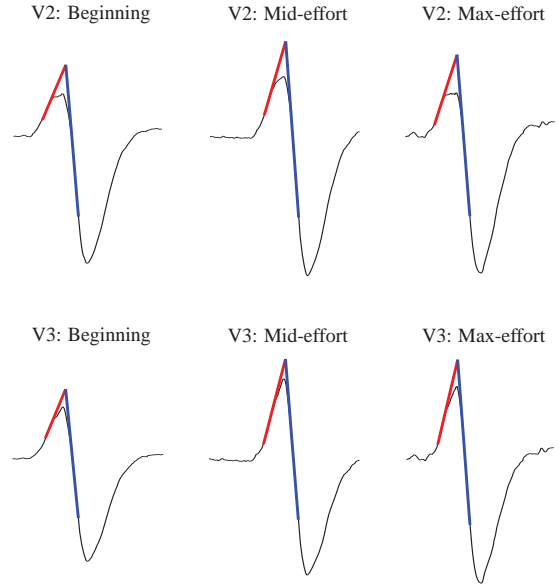 V2: Beginning
V2: Mid-effort
V2: Max-effort
V3: Beginning
V3: Mid-effort
V3: Max-effort